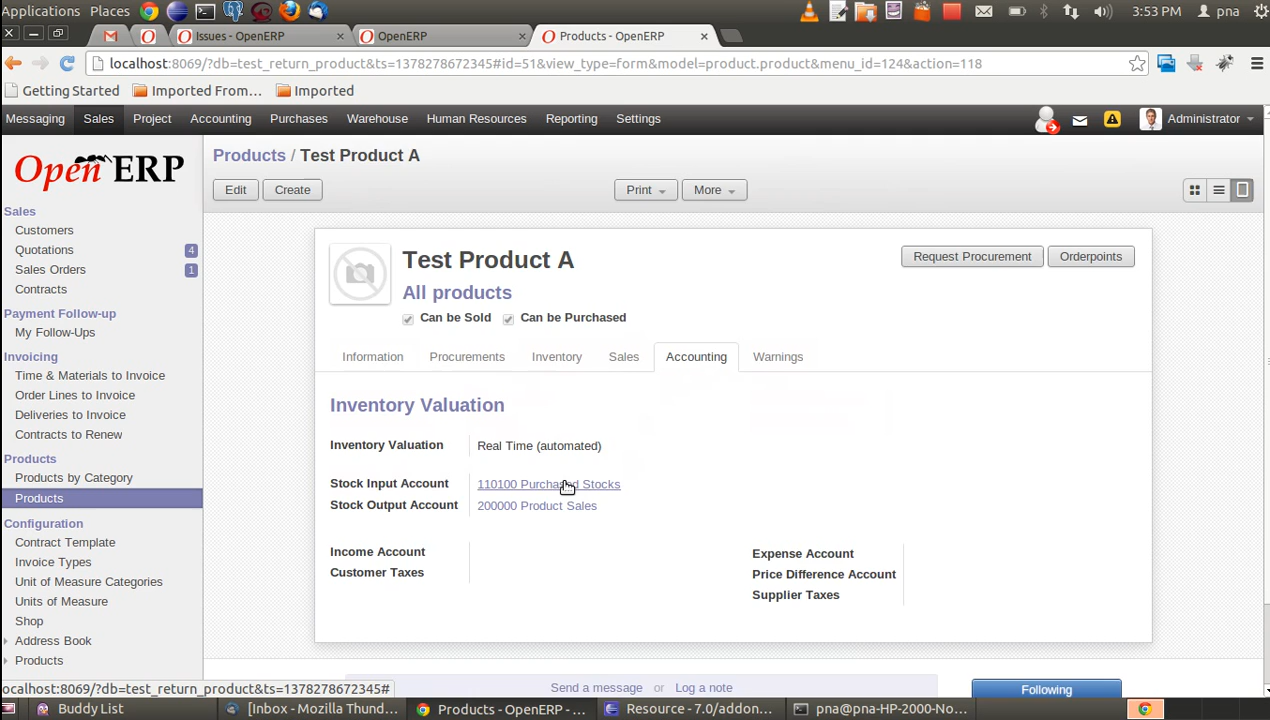 Applications Places 3:53 PM pna
Issues - OpenERP OpenERP Products - OpenERP
localhost:8069/?db=test_return_product&ts=1378278672345#id=51&view_type=form&model=product.product&menu_id=124&action=118
Getting Started Imported From... Imported
Messaging Sales Project Accounting Purchases Warehouse Human Resources Reporting Settings Administrator
Open ERP
Products / Test Product A
Edit Create Print More
Sales
Customers
Quotations 4
Sales Orders 1
Contracts
Payment Follow-up
My Follow-Ups
Invoicing
Time & Materials to Invoice
Order Lines to Invoice
Deliveries to Invoice
Contracts to Renew
Products
Products by Category
Products
Configuration
Contract Template
Invoice Types
Unit of Measure Categories
Units of Measure
Shop
Address Book
Products
Test Product A
Request Procurement Orderpoints
All products
Can be Sold Can be Purchased
Information Procurements Inventory Sales Accounting Warnings
Inventory Valuation
Inventory Valuation Real Time (automated)
Stock Input Account 110100 Purchased Stocks
Stock Output Account 200000 Product Sales
Income Account Expense Account
Customer Taxes Price Difference Account
Supplier Taxes
Send a message or Log a note Following
localhost:8069/?db=test_return_product&ts=1378278672345#
Buddy List [Inbox - Mozilla Thund... Products - OpenERP - ... Resource - 7.0/addon... pna@pna-HP-2000-No...